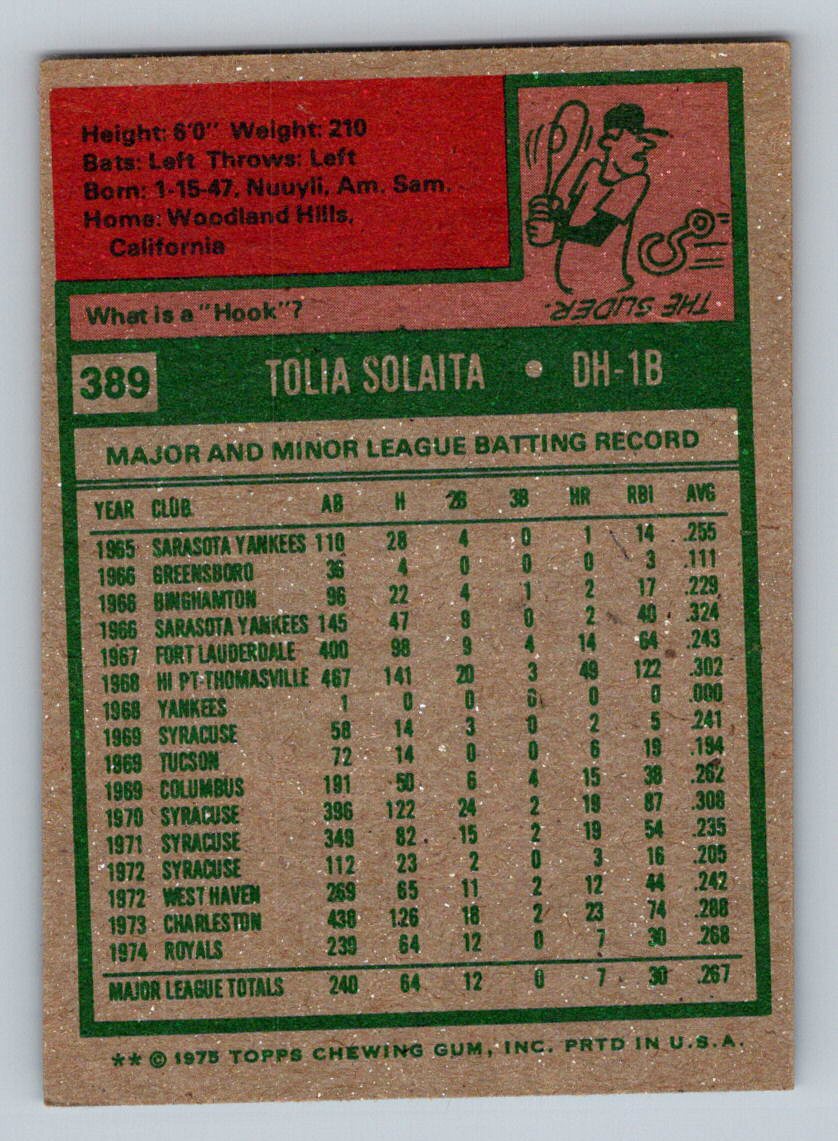 Height: 6'0" Weight: 210
Bats: Left Throws: Left
Born: 1-15-47, Nuuyli, Am. Sam.
Home: Woodland Hills,
California
What is a "Hook"?
THE SLIDER.
389 TOLIA SOLAITA • DH-1B
MAJOR AND MINOR LEAGUE BATTING RECORD
YEAR CLUB AB H 2B 3B HR RBI AVG
1965 SARASOTA YANKEES 110 28 4 0 1 14 .255
1966 GREENSBORO 36 4 0 0 0 3 .111
1966 BINGHAMTON 96 22 4 1 2 17 .229
1966 SARASOTA YANKEES 145 47 8 0 2 40 .324
1967 FORT LAUDERDALE 400 98 9 4 14 64 .243
1968 HI PT-THOMASVILLE 467 141 20 3 49 122 .302
1968 YANKEES 1 0 0 0 0 0 .000
1969 SYRACUSE 58 14 3 0 2 5 .241
1969 TUCSON 72 14 0 0 6 19 .194
1969 COLUMBUS 191 50 6 4 15 38 .262
1970 SYRACUSE 396 122 24 2 19 87 .308
1971 SYRACUSE 349 82 15 2 19 54 .235
1972 SYRACUSE 112 23 2 0 3 16 .205
1972 WEST HAVEN 269 65 11 2 12 44 .242
1973 CHARLESTON 438 126 18 2 23 74 .288
1974 ROYALS 239 64 12 0 7 30 .268
MAJOR LEAGUE TOTALS 240 64 12 0 7 30 .267
** © 1975 TOPPS CHEWING GUM, INC. PRTD IN U.S.A.